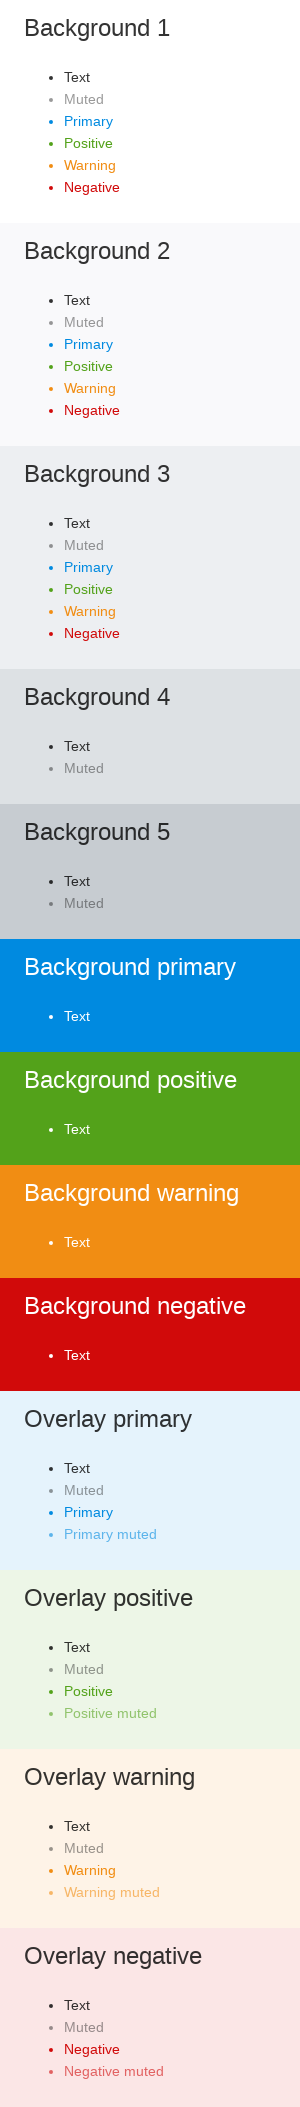 Background 1
Text
Muted
Primary
Positive
Warning
Negative
Background 2
Text
Muted
Primary
Positive
Warning
Negative
Background 3
Text
Muted
Primary
Positive
Warning
Negative
Background 4
Text
Muted
Background 5
Text
Muted
Background primary
Text
Background positive
Text
Background warning
Text
Background negative
Text
Overlay primary
Text
Muted
Primary
Primary muted
Overlay positive
Text
Muted
Positive
Positive muted
Overlay warning
Text
Muted
Warning
Warning muted
Overlay negative
Text
Muted
Negative
Negative muted